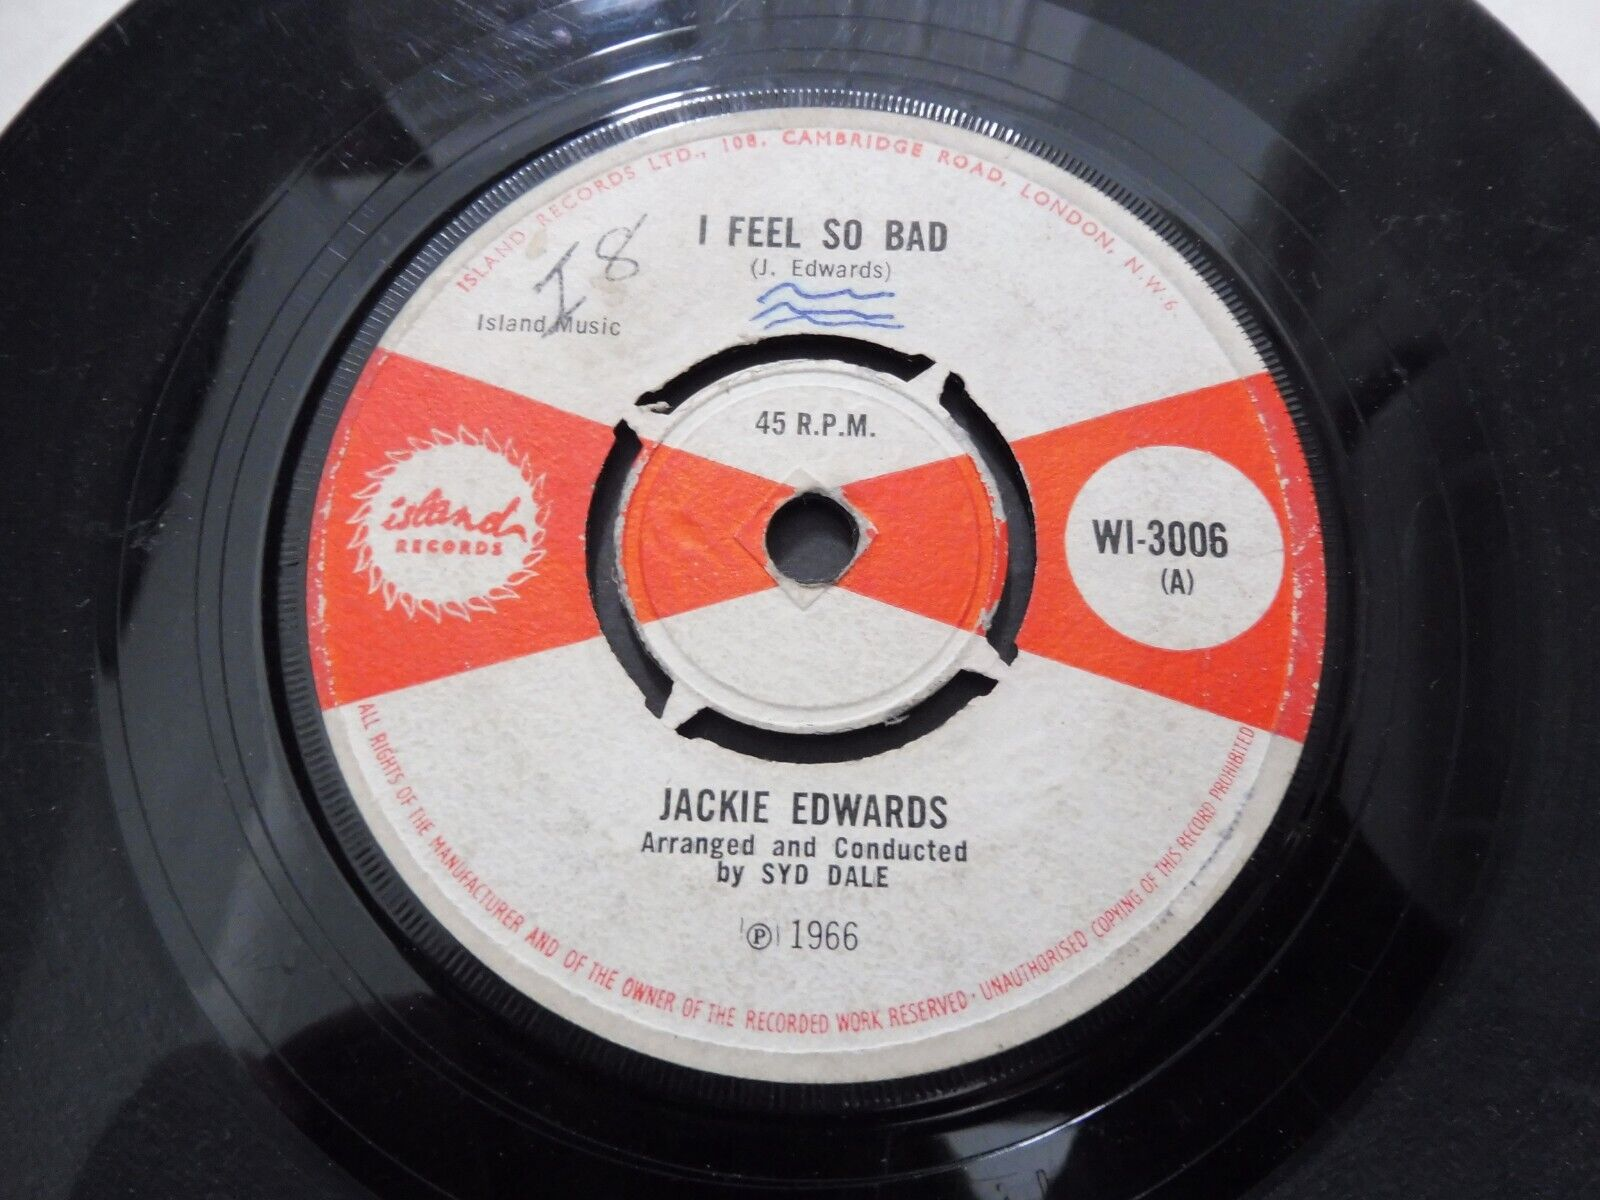 ISLAND RECORDS LTD., 108, CAMBRIDGE ROAD, LONDON, N.W.6
I FEEL SO BAD
(J. Edwards)
I8
Island Music
45 R.P.M.
island
RECORDS
WI-3006
(A)
JACKIE EDWARDS
Arranged and Conducted
by SYD DALE
℗ 1966
ALL RIGHTS OF THE MANUFACTURER AND OF THE OWNER OF THE RECORDED WORK RESERVED · UNAUTHORISED COPYING OF THIS RECORD PROHIBITED